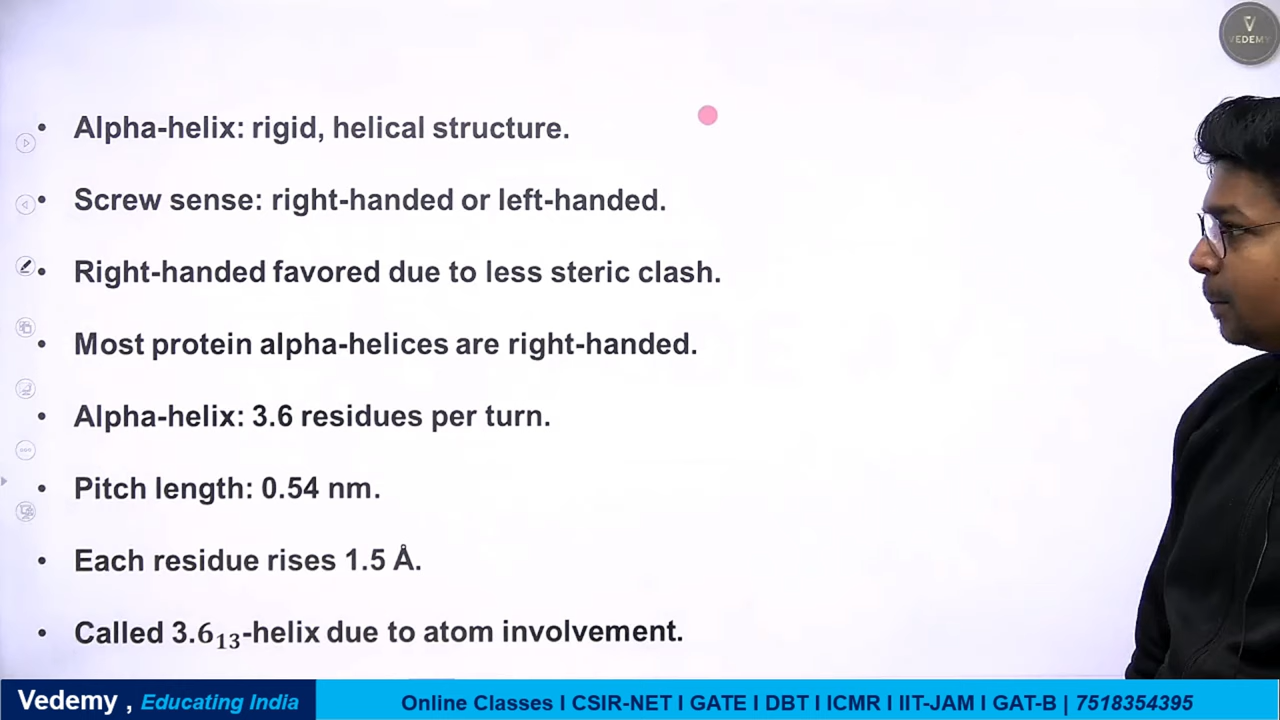 V
VEDEMY
• Alpha-helix: rigid, helical structure.
• Screw sense: right-handed or left-handed.
• Right-handed favored due to less steric clash.
• Most protein alpha-helices are right-handed.
• Alpha-helix: 3.6 residues per turn.
• Pitch length: 0.54 nm.
• Each residue rises 1.5 Å.
• Called 3.6₁₃-helix due to atom involvement.
Vedemy , Educating India
Online Classes I CSIR-NET I GATE I DBT I ICMR I IIT-JAM I GAT-B | 7518354395